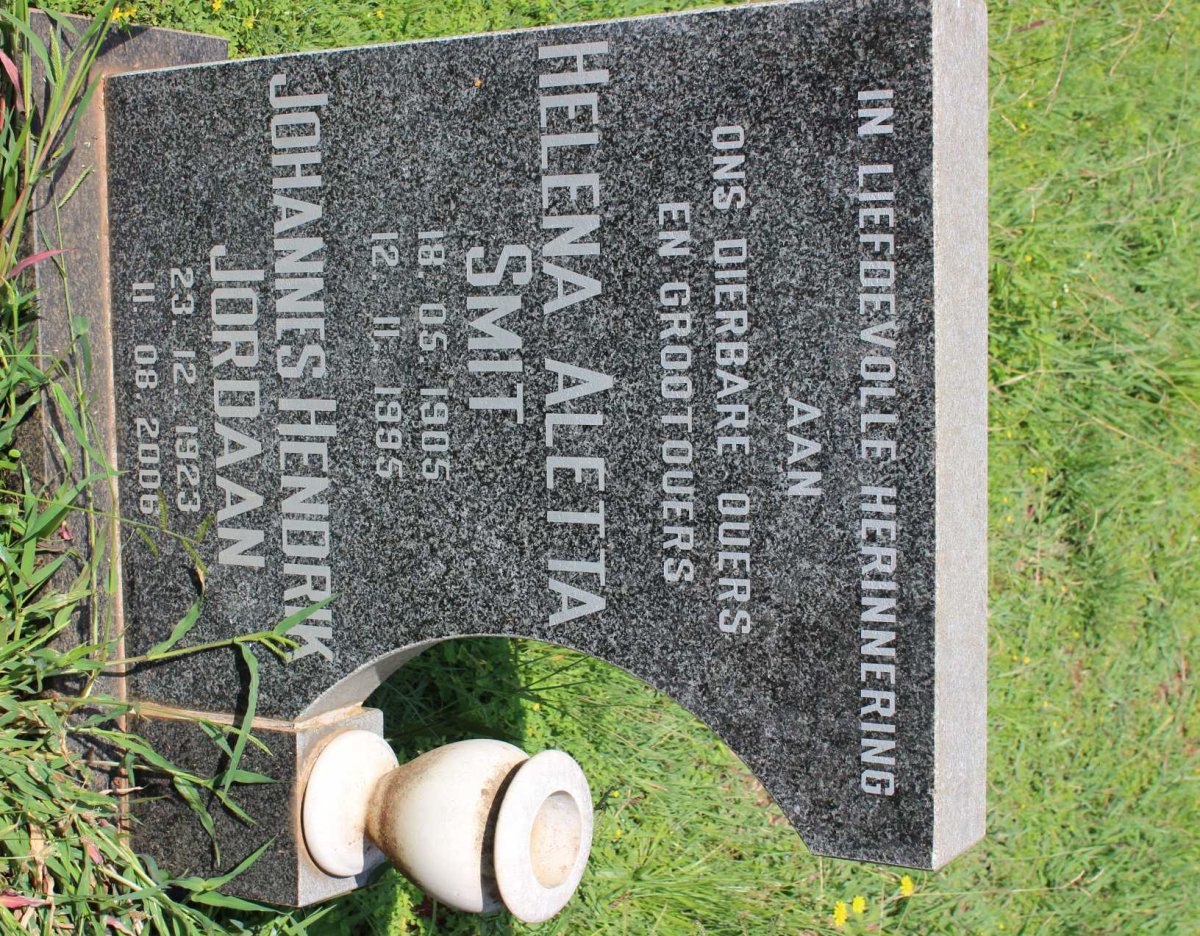 IN LIEFDEVOLLE HERINNERING
AAN
ONS DIERBARE OUERS
EN GROOTOUERS
HELENA ALETTA
SMIT
18. 05 1905
12. 11. 1995
JOHANNES HENDRIK
JORDAAN
23. 12. 1923
11. 08. 2006